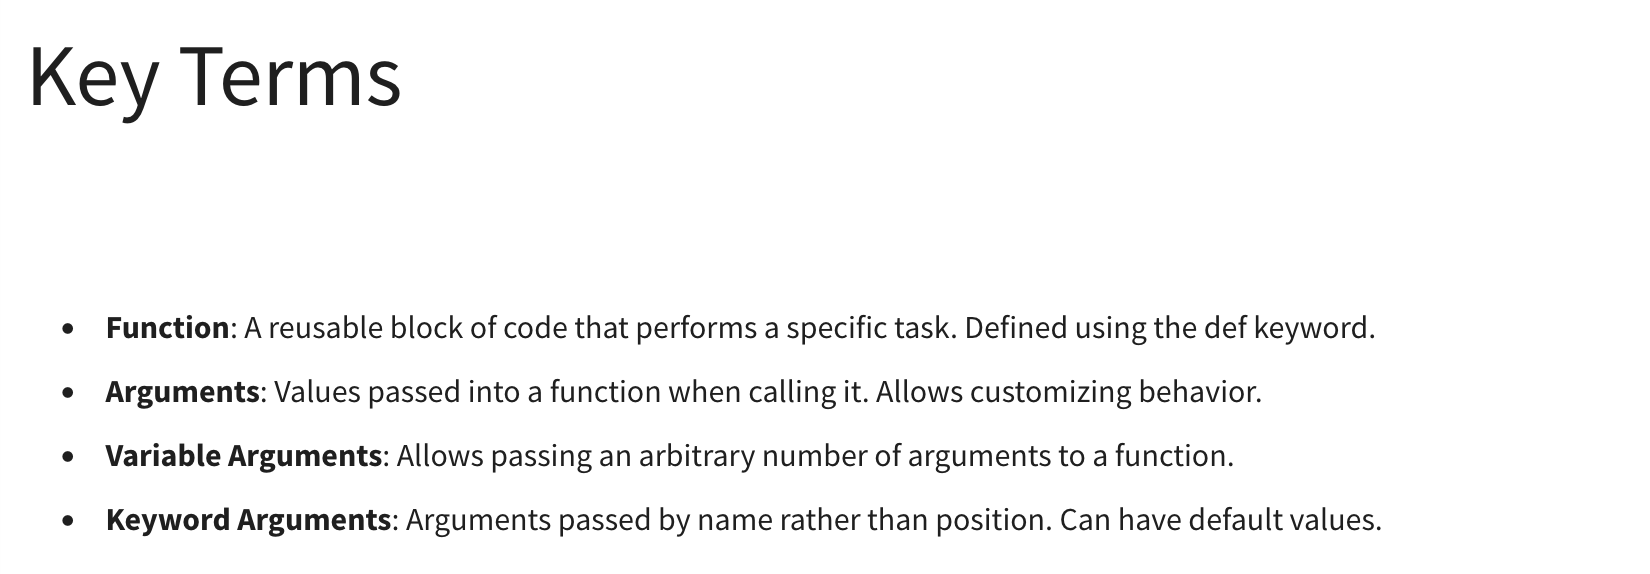 Key Terms
Function: A reusable block of code that performs a specific task. Defined using the def keyword.
Arguments: Values passed into a function when calling it. Allows customizing behavior.
Variable Arguments: Allows passing an arbitrary number of arguments to a function.
Keyword Arguments: Arguments passed by name rather than position. Can have default values.